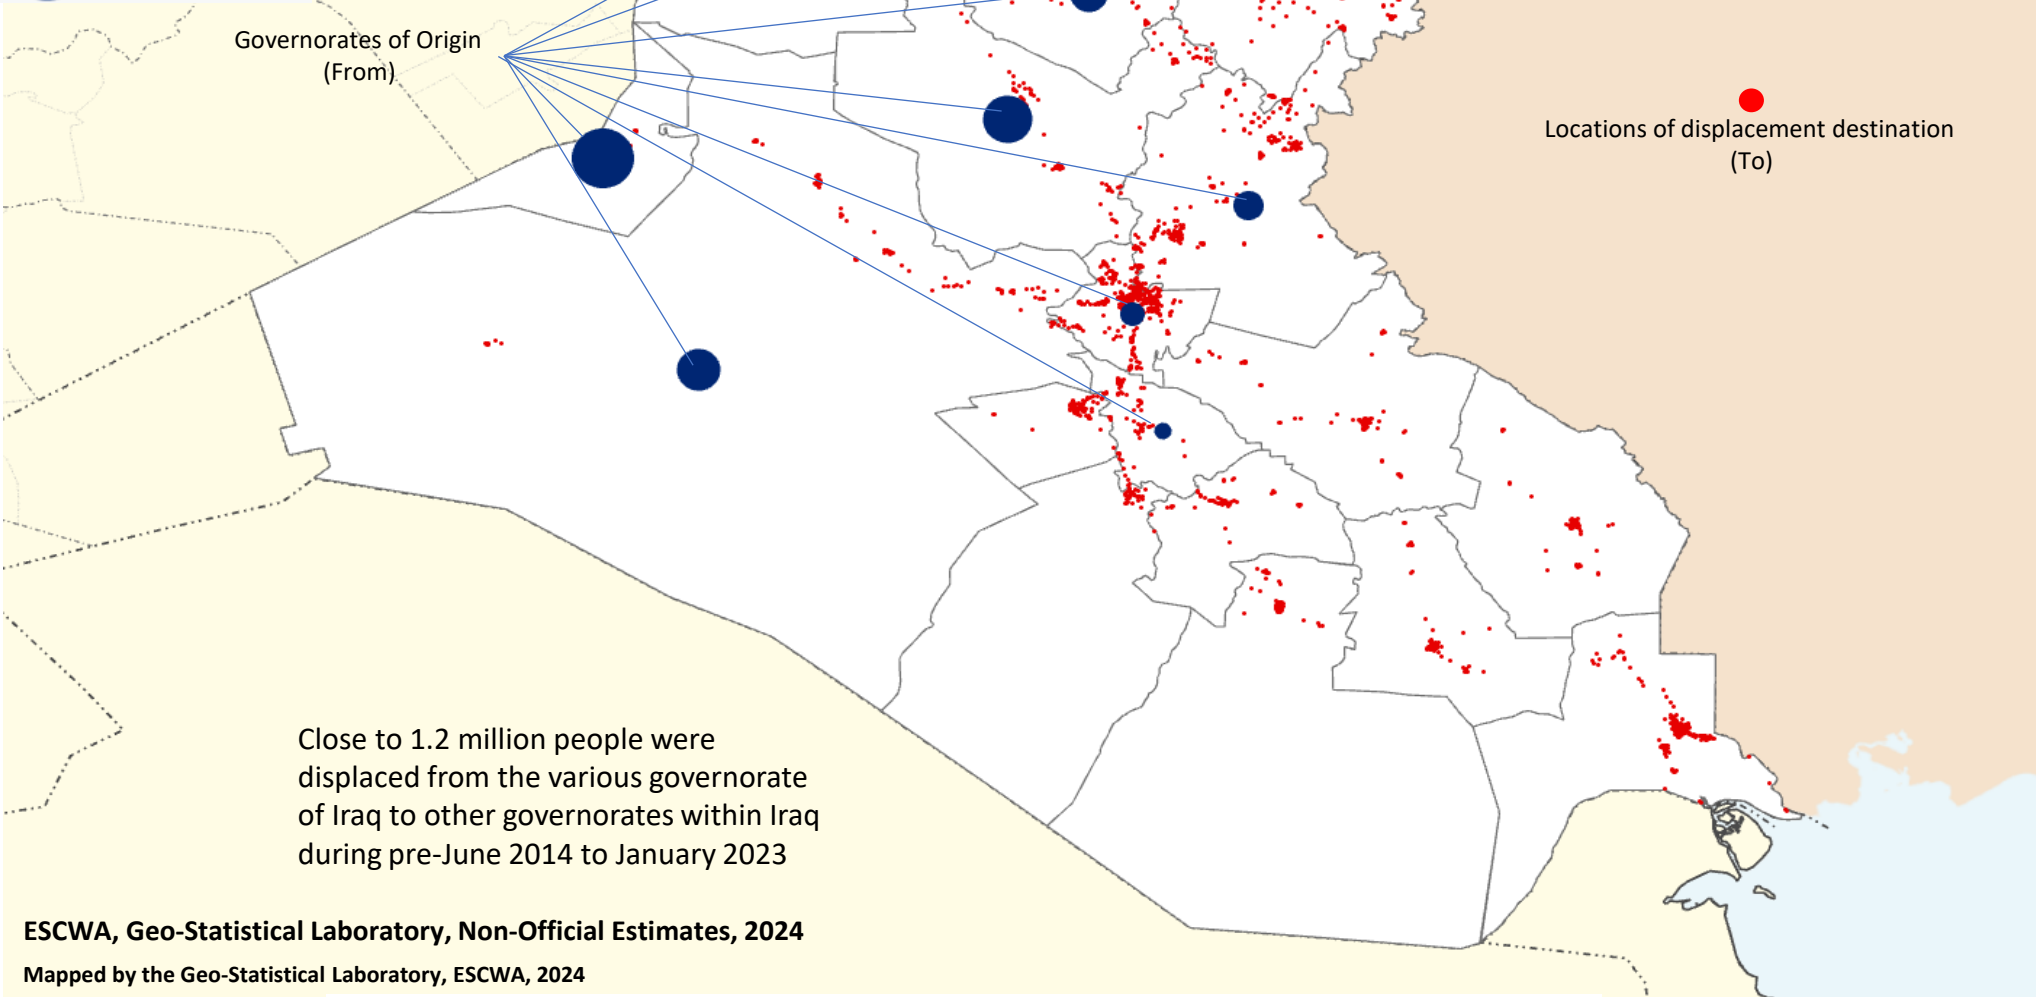 Governorates of Origin
(From)
Locations of displacement destination
(To)
Close to 1.2 million people were
displaced from the various governorate
of Iraq to other governorates within Iraq
during pre-June 2014 to January 2023
ESCWA, Geo-Statistical Laboratory, Non-Official Estimates, 2024
Mapped by the Geo-Statistical Laboratory, ESCWA, 2024